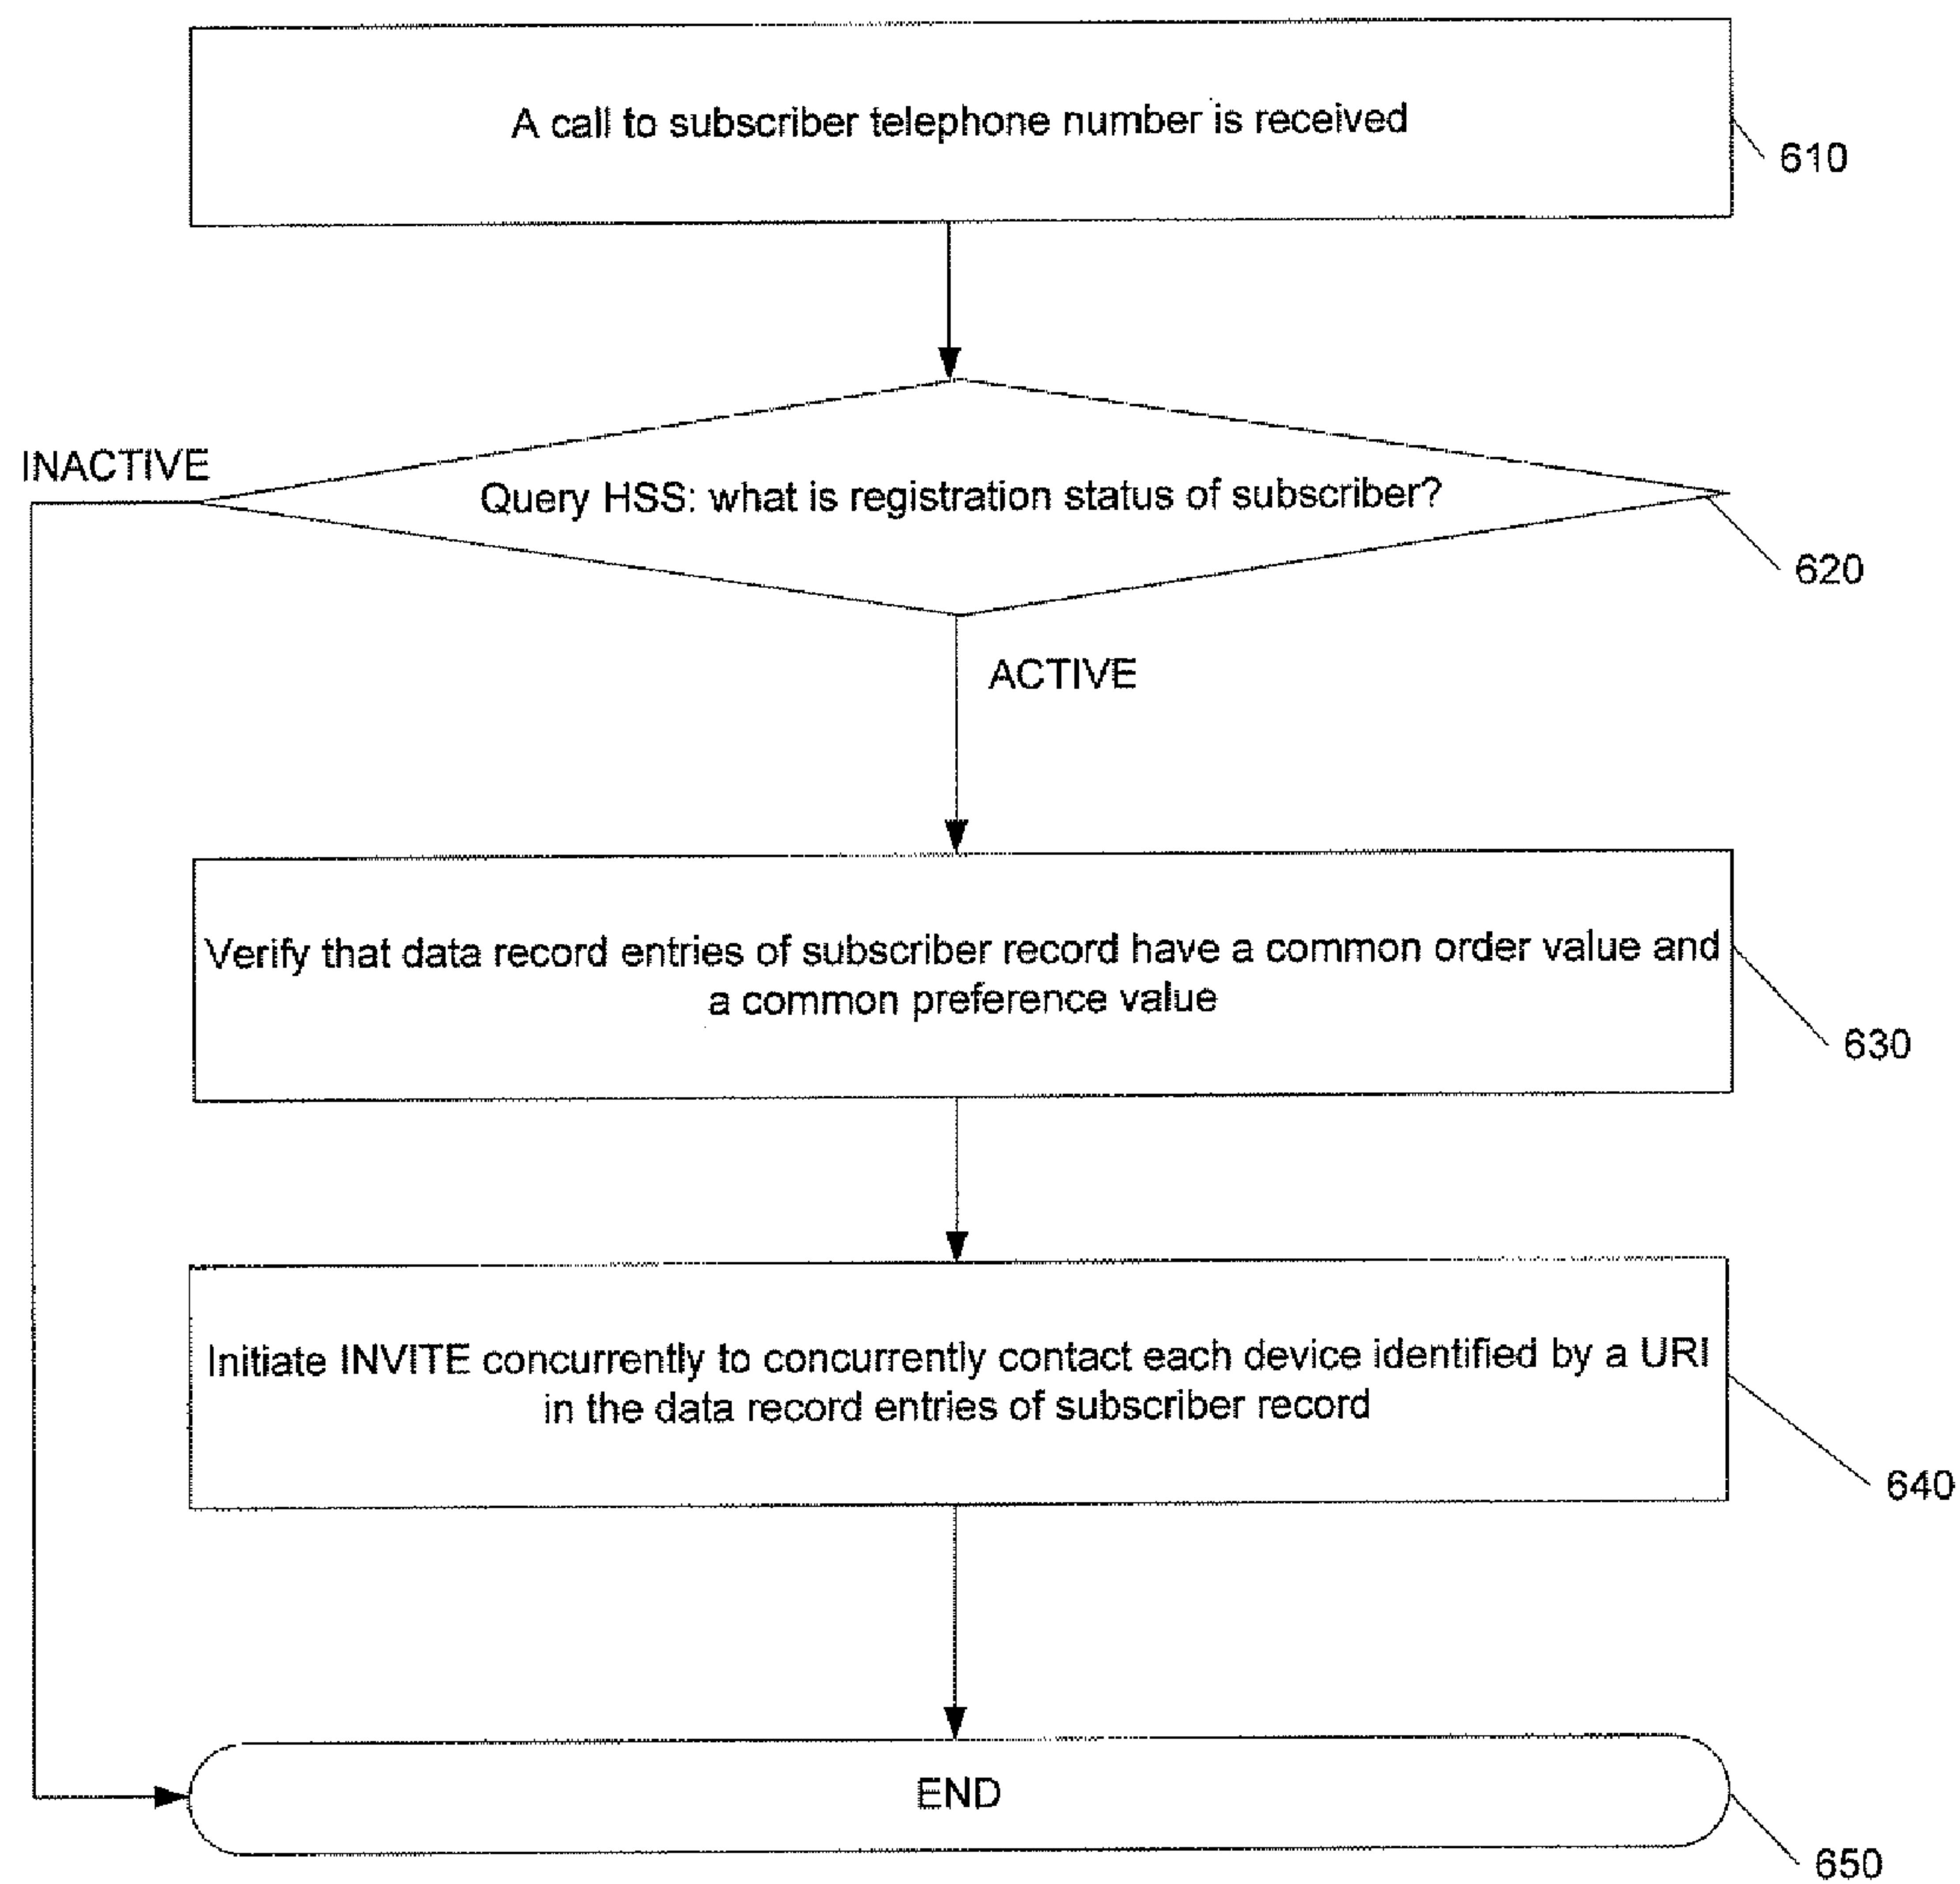 A call to subscriber telephone number is received
610
INACTIVE
Query HSS: what is registration status of subscriber?
620
ACTIVE
Verify that data record entries of subscriber record have a common order value and
a common preference value
630
Initiate INVITE concurrently to concurrently contact each device identified by a URI
in the data record entries of subscriber record
640
END
650